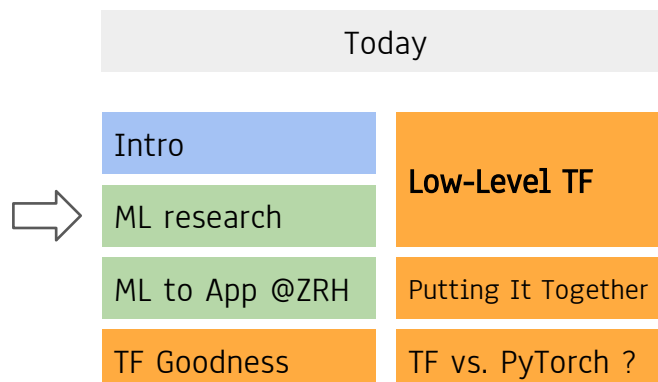 Today
Intro
ML research
ML to App @ZRH
TF Goodness
Low-Level TF
Putting It Together
TF vs. PyTorch ?